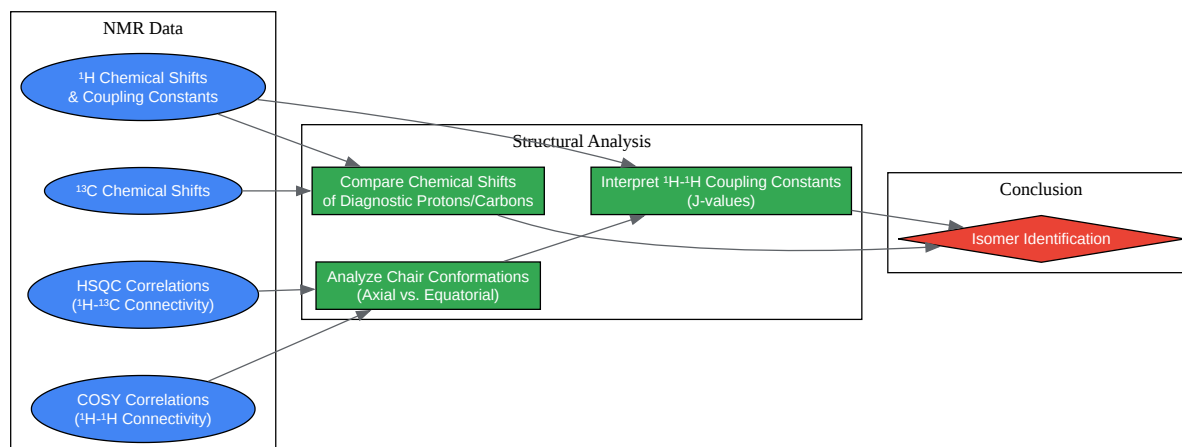 NMR Data
¹H Chemical Shifts
& Coupling Constants
¹³C Chemical Shifts
HSQC Correlations
(¹H-¹³C Connectivity)
COSY Correlations
(¹H-¹H Connectivity)
Structural Analysis
Compare Chemical Shifts
of Diagnostic Protons/Carbons
Interpret ¹H-¹H Coupling Constants
(J-values)
Analyze Chair Conformations
(Axial vs. Equatorial)
Conclusion
Isomer Identification